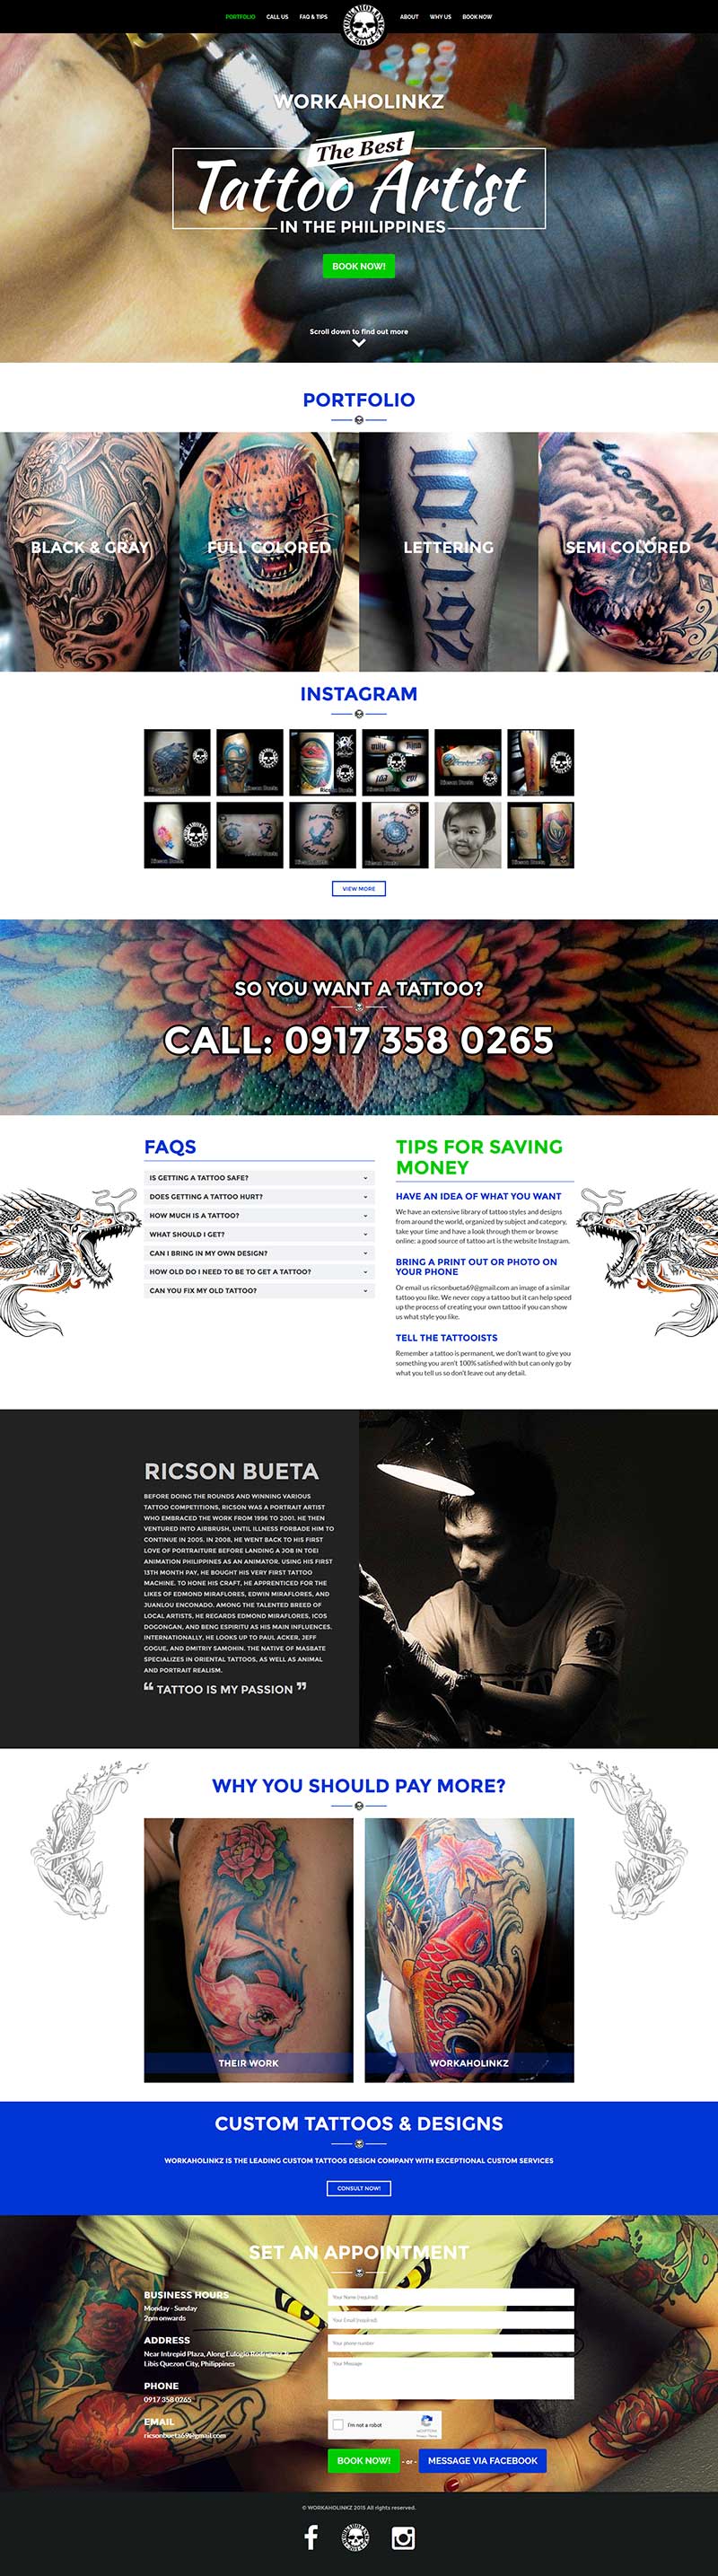 PORTFOLIO CALL US FAQ & TIPS ABOUT WHY US BOOK NOW
WORKAHOLINKZ
The Best
Tattoo Artist
IN THE PHILIPPINES
BOOK NOW!
Scroll down to find out more
PORTFOLIO
BLACK & GRAY
FULL COLORED
LETTERING
SEMI COLORED
INSTAGRAM
VIEW MORE
SO YOU WANT A TATTOO?
CALL: 0917 358 0265
FAQS
IS GETTING A TATTOO SAFE?
DOES GETTING A TATTOO HURT?
HOW MUCH IS A TATTOO?
WHAT SHOULD I GET?
CAN I BRING IN MY OWN DESIGN?
HOW OLD DO I NEED TO BE TO GET A TATTOO?
CAN YOU FIX MY OLD TATTOO?
TIPS FOR SAVING
MONEY
HAVE AN IDEA OF WHAT YOU WANT
We have an extensive library of tattoo styles and designs
from around the world, organized by subject and category,
take your time and have a look through them or browse
online: a good source of tattoo art is the website Instagram.
BRING A PRINT OUT OR PHOTO ON
YOUR PHONE
Or email us ricsonbueta69@gmail.com an image of a similar
tattoo you like. We never copy a tattoo but it can help speed
up the process of creating your own tattoo if you can show
us what style you like.
TELL THE TATTOOISTS
Remember a tattoo is permanent, we don't want to give you
something you aren't 100% satisfied with but can only go by
what you tell us so don't leave out any detail.
RICSON BUETA
BEFORE DOING THE ROUNDS AND WINNING VARIOUS
TATTOO COMPETITIONS, RICSON WAS A PORTRAIT ARTIST
WHO EMBRACED THE WORK FROM 1996 TO 2001. HE THEN
VENTURED INTO AIRBRUSH, UNTIL ILLNESS FORBADE HIM TO
CONTINUE IN 2005. IN 2008, HE WENT BACK TO HIS FIRST
LOVE OF PORTRAITURE BEFORE LANDING A JOB IN TOEI
ANIMATION PHILIPPINES AS AN ANIMATOR. USING HIS FIRST
13TH MONTH PAY, HE BOUGHT HIS VERY FIRST TATTOO
MACHINE. TO HONE HIS CRAFT, HE APPRENTICED FOR THE
LIKES OF EDMOND MIRAFLORES, EDWIN MIRAFLORES, AND
JUANLOU ENCONADO. AMONG THE TALENTED BREED OF
LOCAL ARTISTS, HE REGARDS EDMOND MIRAFLORES, ICOS
DOGONGAN, AND BENG ESPIRITU AS HIS MAIN INFLUENCES.
INTERNATIONALLY, HE LOOKS UP TO PAUL ACKER, JEFF
GOGUE, AND DMITRIY SAMOHIN. THE NATIVE OF MASBATE
SPECIALIZES IN ORIENTAL TATTOOS, AS WELL AS ANIMAL
AND PORTRAIT REALISM.
“ TATTOO IS MY PASSION ”
WHY YOU SHOULD PAY MORE?
THEIR WORK
WORKAHOLINKZ
CUSTOM TATTOOS & DESIGNS
WORKAHOLINKZ IS THE LEADING CUSTOM TATTOOS DESIGN COMPANY WITH EXCEPTIONAL CUSTOM SERVICES
CONSULT NOW!
SET AN APPOINTMENT
BUSINESS HOURS
Monday - Sunday
2pm onwards
ADDRESS
Near Intrepid Plaza, Along Eulogio
Libis Quezon City, Philippines
PHONE
0917 358 0265
EMAIL
ricsonbueta69@gmail.com
Your Name (required)
Your Email (required)
Your phone number
Your Message
I'm not a robot
reCAPTCHA
BOOK NOW! - or - MESSAGE VIA FACEBOOK
© WORKAHOLINKZ 2015 All rights reserved.